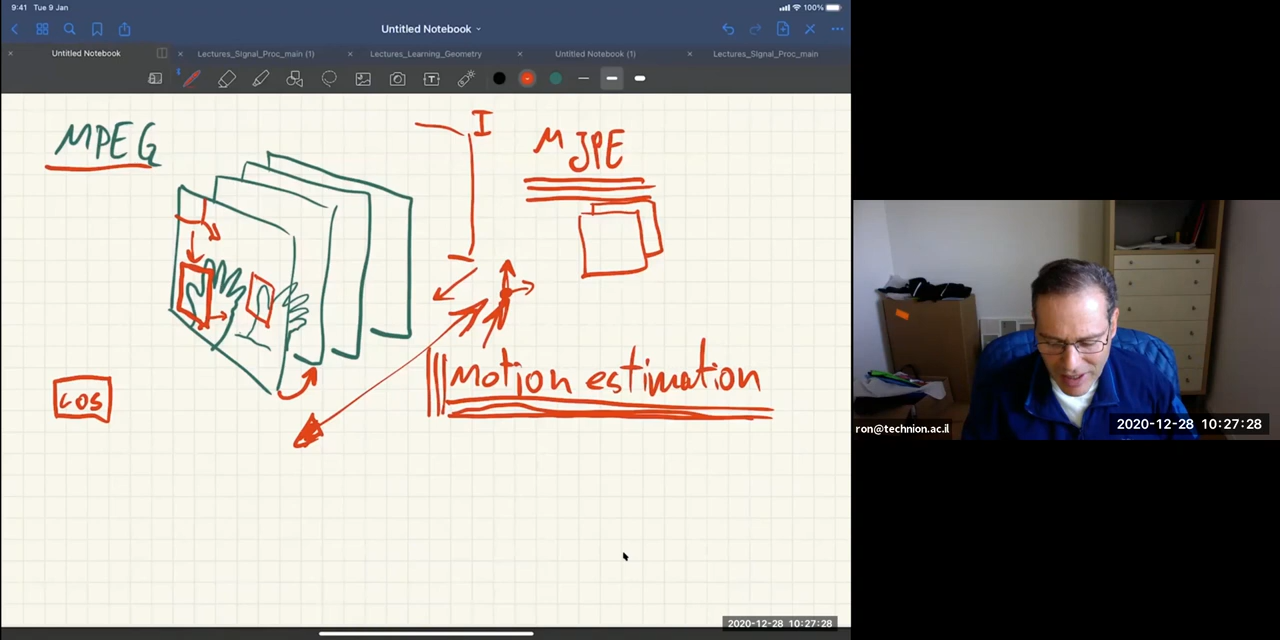 9:41 Tue 9 Jan
100%
Untitled Notebook
Untitled Notebook
Lectures_Signal_Proc_main (1)
Lectures_Learning_Geometry
Untitled Notebook (1)
Lectures_Signal_Proc_main
T
MPEG
I
MJPE
Motion estimation
cos
ron@technion.ac.il
2020-12-28 10:27:28
2020-12-28 10:27:28